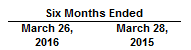 Six Months Ended
March 26, March 28,
2016 2015